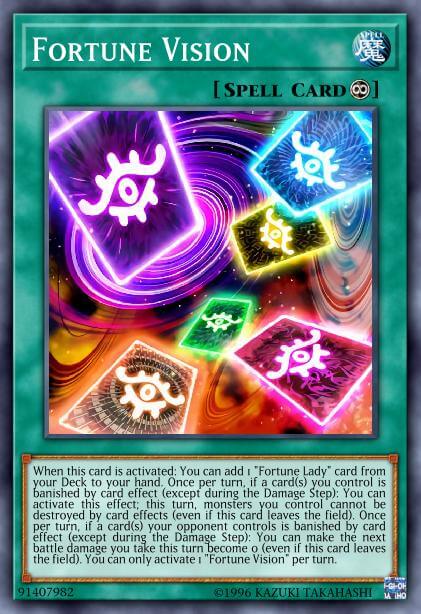 FORTUNE VISION
SPELL
魔
[SPELL CARD]
When this card is activated: You can add 1 "Fortune Lady" card from
your Deck to your hand. Once per turn, if a card(s) you control is
banished by card effect (except during the Damage Step): You can
activate this effect; this turn, monsters you control cannot be
destroyed by card effects (even if this card leaves the field). Once
per turn, if a card(s) your opponent controls is banished by card
effect (except during the Damage Step): You can make the next
battle damage you take this turn become 0 (even if this card leaves
the field). You can only activate 1 "Fortune Vision" per turn.
91407982
©1996 KAZUKI TAKAHASHI